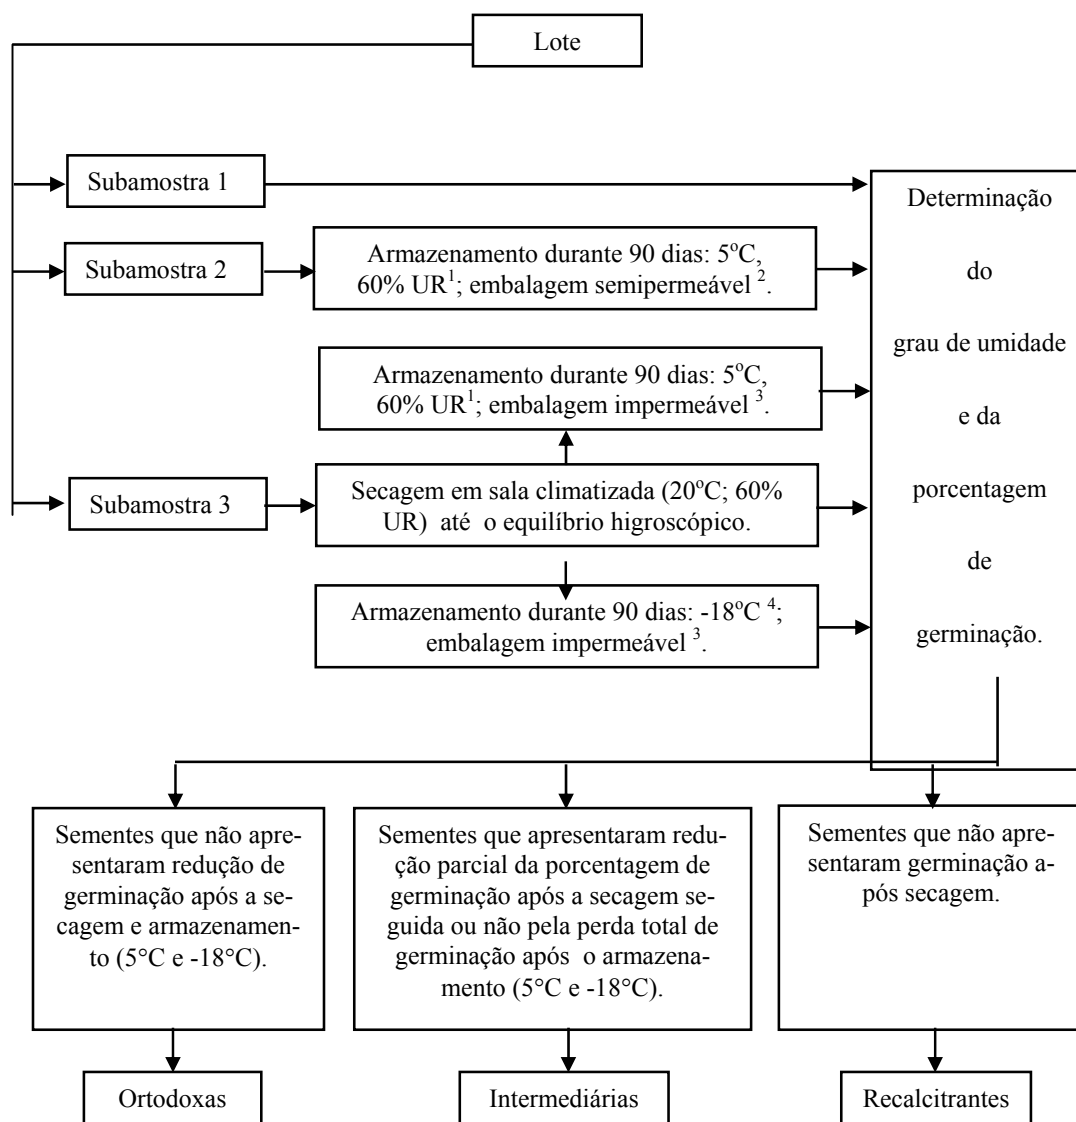 Lote
Subamostra 1
Subamostra 2
Armazenamento durante 90 dias: 5ºC,
60% UR¹; embalagem semipermeável ².
Armazenamento durante 90 dias: 5ºC,
60% UR¹; embalagem impermeável ³.
Subamostra 3
Secagem em sala climatizada (20ºC; 60%
UR) até o equilíbrio higroscópico.
Armazenamento durante 90 dias: -18ºC ⁴;
embalagem impermeável ³.
Determinação
do
grau de umidade
e da
porcentagem
de
germinação.
Sementes que não apre-
sentaram redução de
germinação após a se-
cagem e armazenamen-
to (5°C e -18°C).
Sementes que apresentaram redu-
ção parcial da porcentagem de
germinação após a secagem se-
guida ou não pela perda total de
germinação após o armazena-
mento (5°C e -18°C).
Sementes que não apre-
sentaram germinação a-
pós secagem.
Ortodoxas
Intermediárias
Recalcitrantes